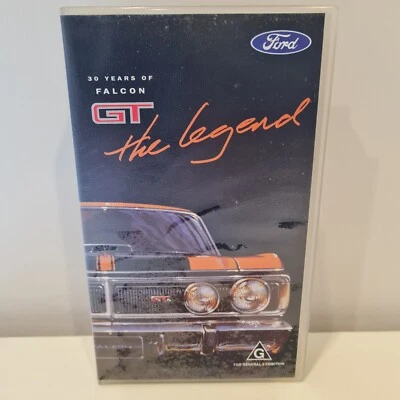 Ford
30 YEARS OF
FALCON
GT
the legend
GT
G
FOR GENERAL EXHIBITION